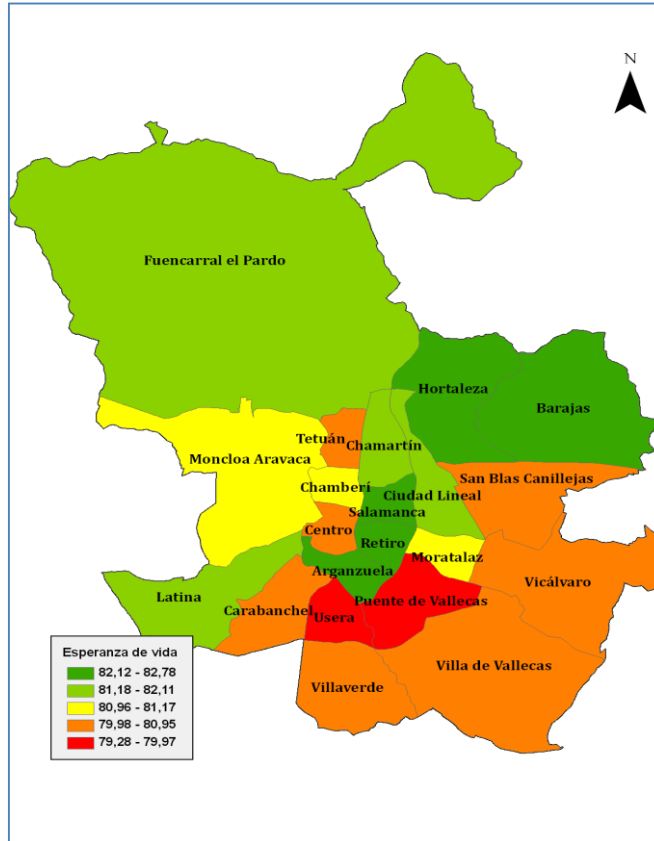 N
Fuencarral el Pardo
Hortaleza
Barajas
Tetuán
Chamartín
Moncloa Aravaca
San Blas Canillejas
Chamberí
Ciudad Lineal
Salamanca
Centro
Retiro
Moratalaz
Arganzuela
Vicálvaro
Latina
Puente de Vallecas
Carabanchel
Usera
Villa de Vallecas
Villaverde
Esperanza de vida
82,12 - 82,78
81,18 - 82,11
80,96 - 81,17
79,98 - 80,95
79,28 - 79,97